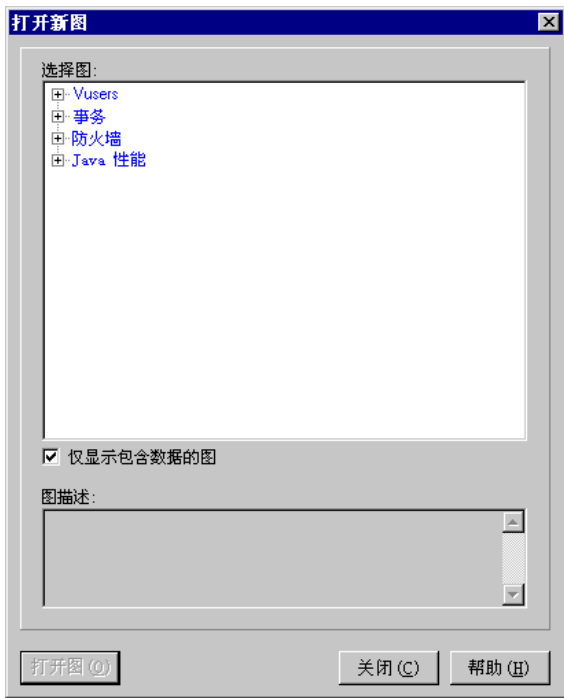 打开新图
选择图:
Vusers
事务
防火墙
Java 性能
仅显示包含数据的图
图描述:
打开图(O)
关闭(C)
帮助(H)